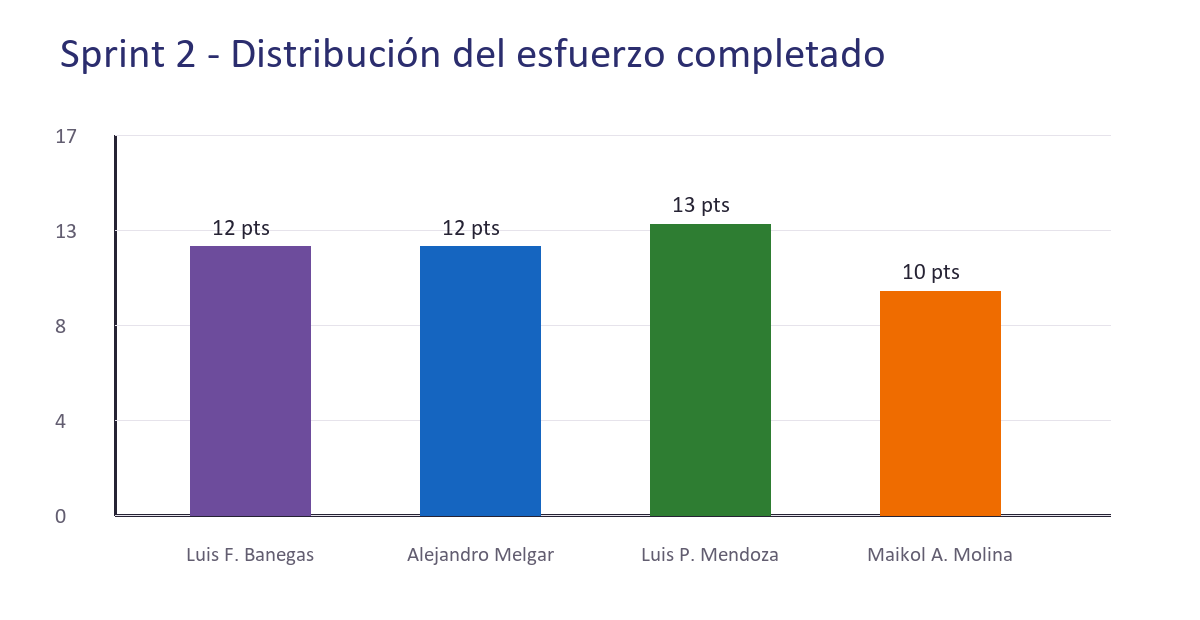 Sprint 2 - Distribución del esfuerzo completado
17
13
8
4
0
12 pts
12 pts
13 pts
10 pts
Luis F. Banegas
Alejandro Melgar
Luis P. Mendoza
Maikol A. Molina